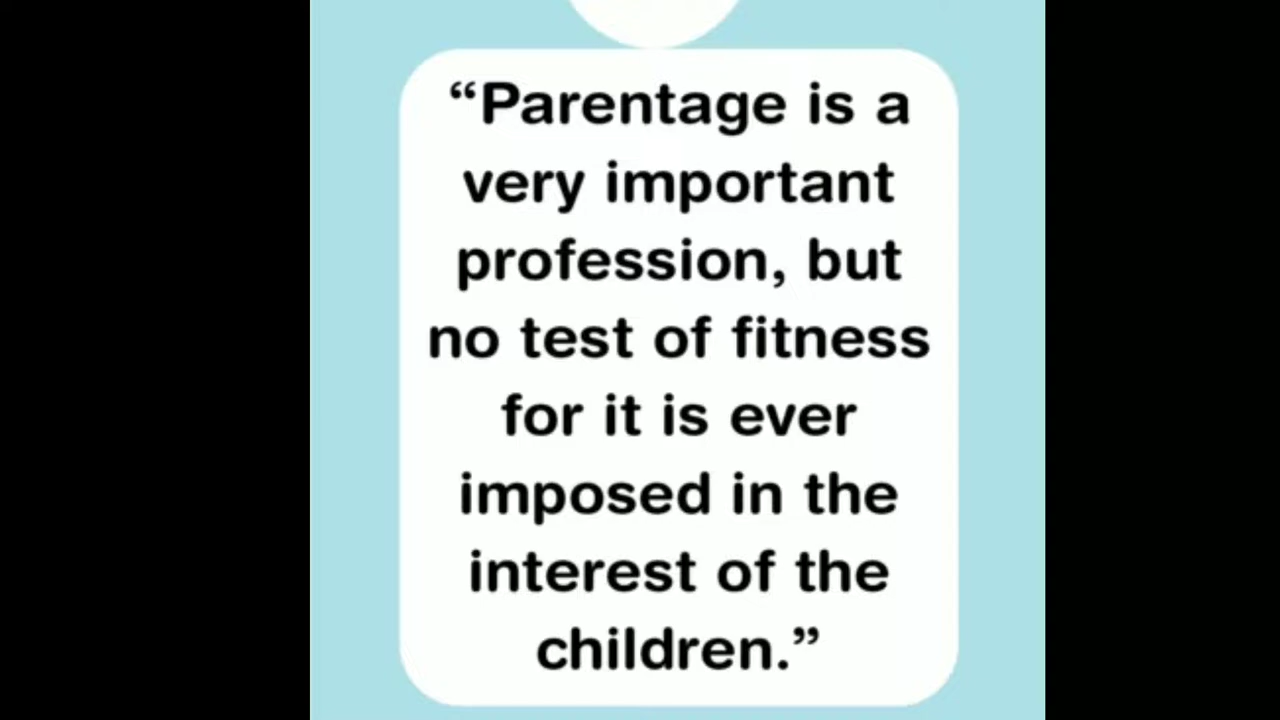 “Parentage is a
very important
profession, but
no test of fitness
for it is ever
imposed in the
interest of the
children.”